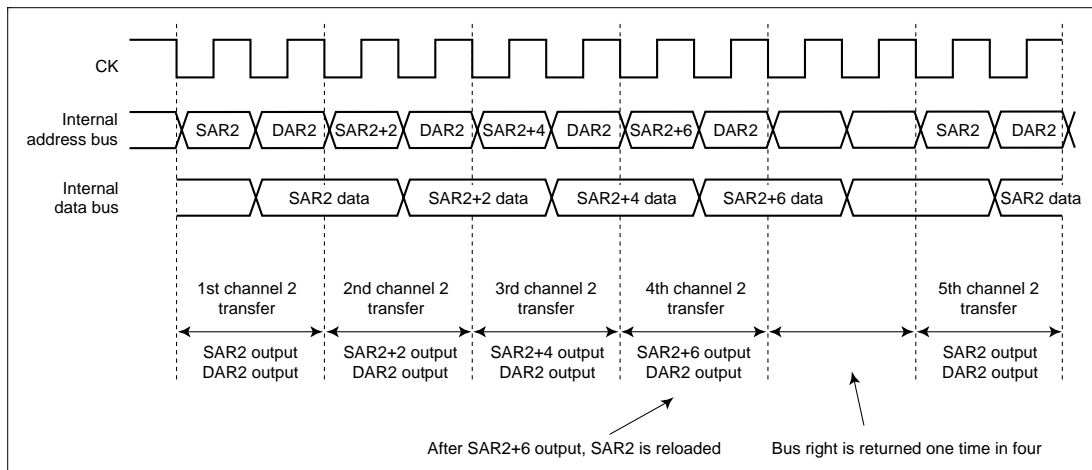 CK
Internal
address bus
SAR2 DAR2 SAR2+2 DAR2 SAR2+4 DAR2 SAR2+6 DAR2 SAR2 DAR2
Internal
data bus
SAR2 data SAR2+2 data SAR2+4 data SAR2+6 data SAR2 data
1st channel 2
transfer
2nd channel 2
transfer
3rd channel 2
transfer
4th channel 2
transfer
5th channel 2
transfer
SAR2 output
DAR2 output
SAR2+2 output
DAR2 output
SAR2+4 output
DAR2 output
SAR2+6 output
DAR2 output
SAR2 output
DAR2 output
After SAR2+6 output, SAR2 is reloaded
Bus right is returned one time in four